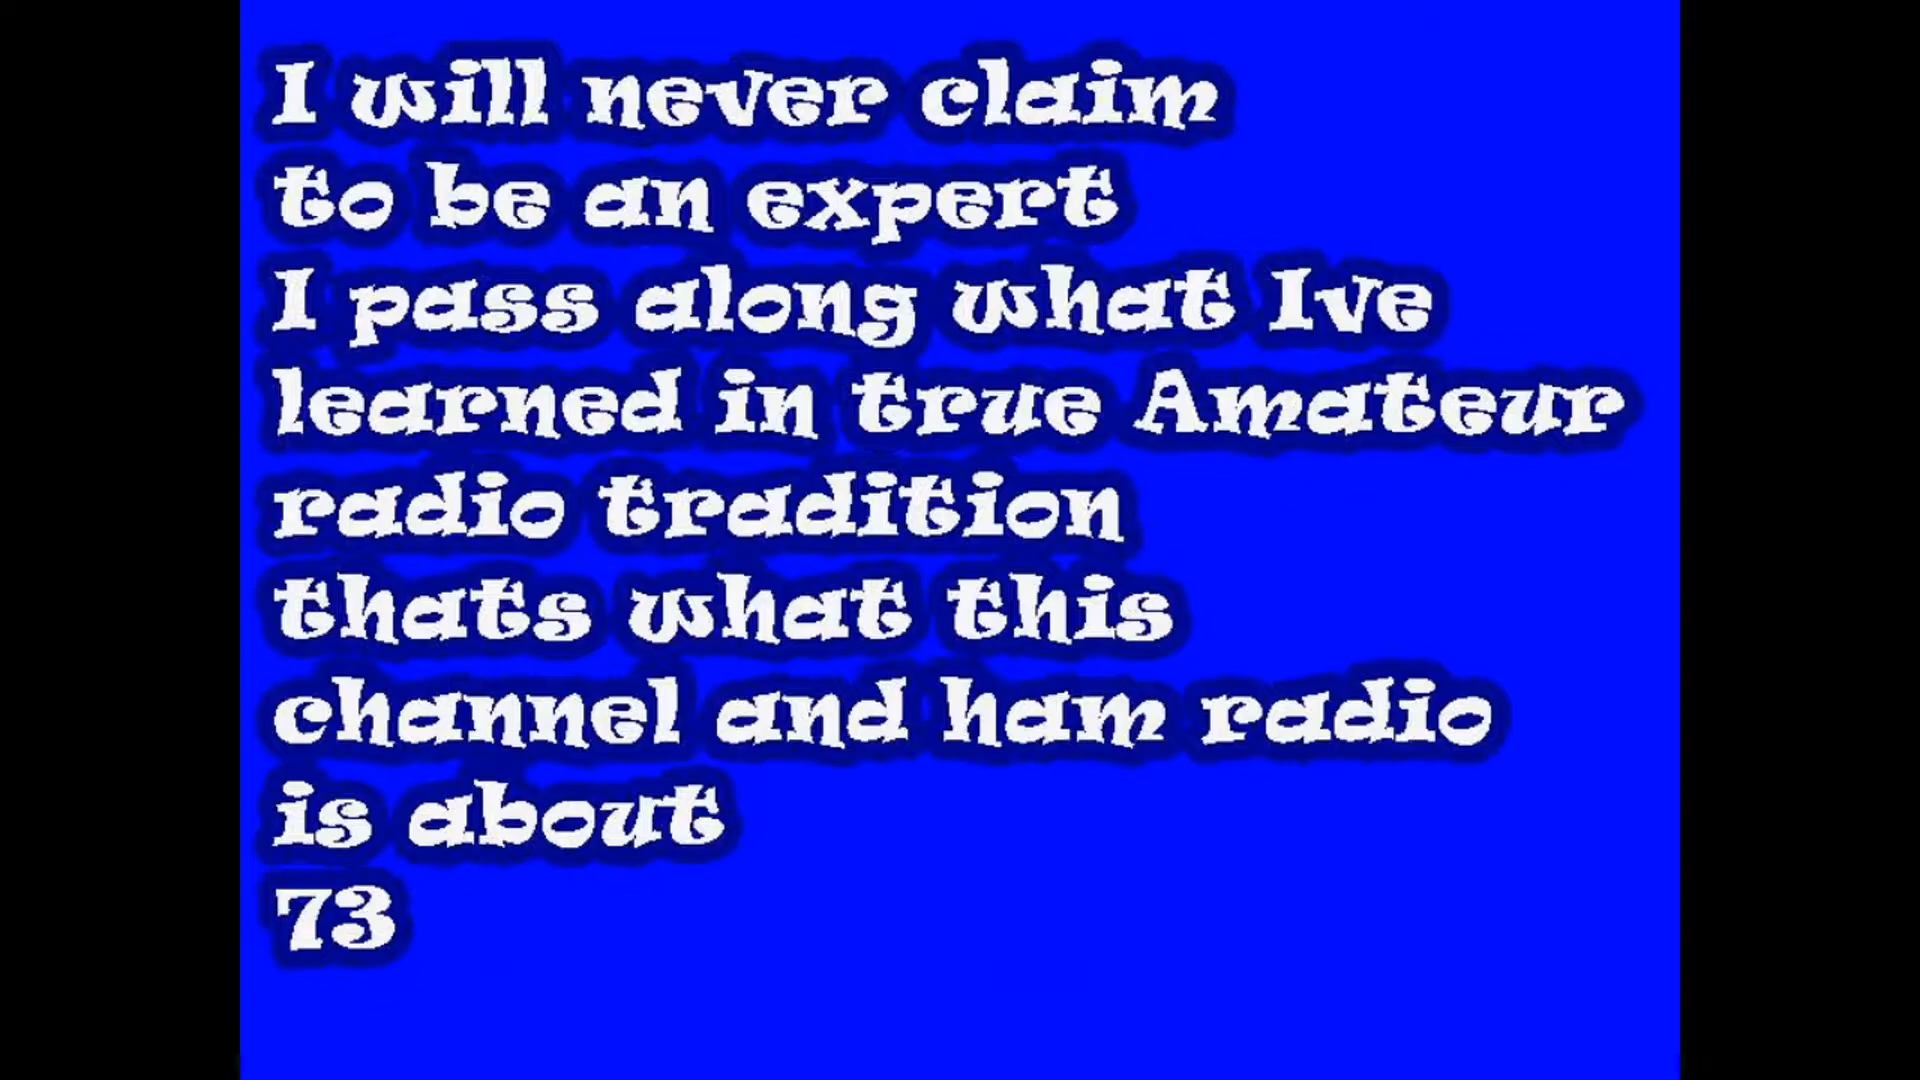 I will never claim
to be an expert
I pass along what Ive
learned in true Amateur
radio tradition
thats what this
channel and ham radio
is about
73